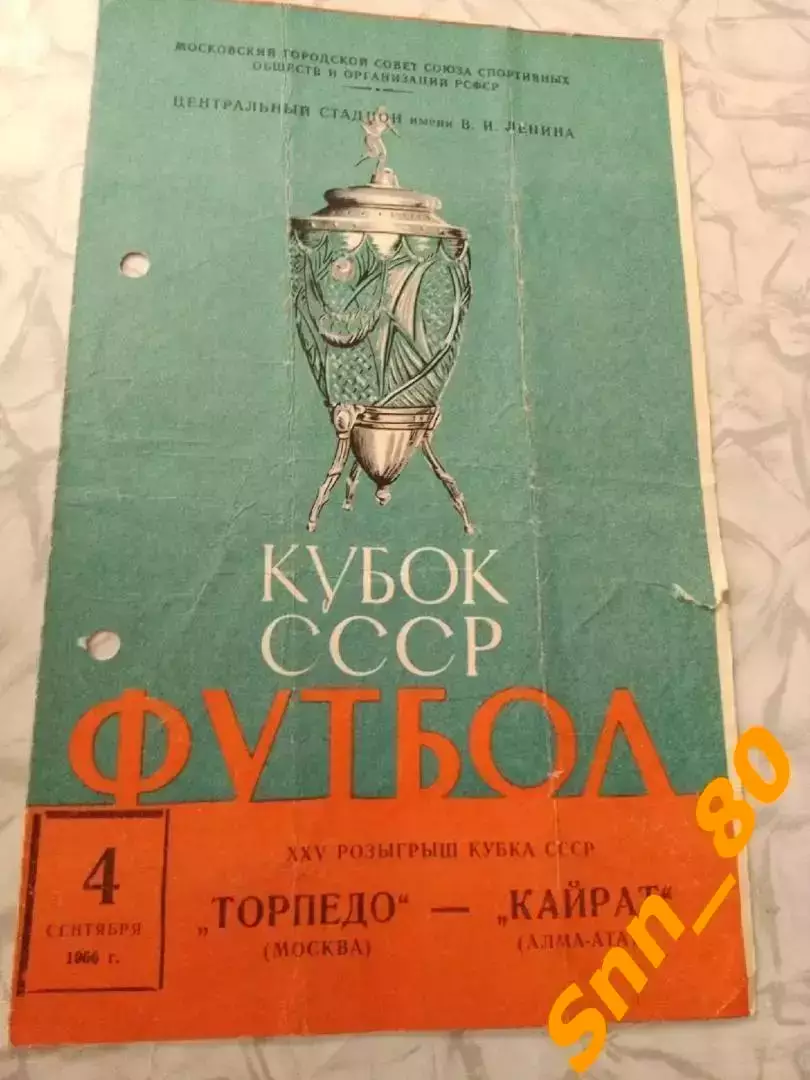 МОСКОВСКИЙ ГОРОДСКОЙ СОВЕТ СОЮЗА СПОРТИВНЫХ
ОБЩЕСТВ И ОРГАНИЗАЦИЙ РСФСР
ЦЕНТРАЛЬНЫЙ СТАДИОН имени В. И. ЛЕНИНА
КУБОК
СССР
ФУТБОЛ
4
СЕНТЯБРЯ
1966 г.
XXV РОЗЫГРЫШ КУБКА СССР
„ТОРПЕДО“ — „КАЙРАТ“
(МОСКВА) (АЛМА-АТА)
Snn_80